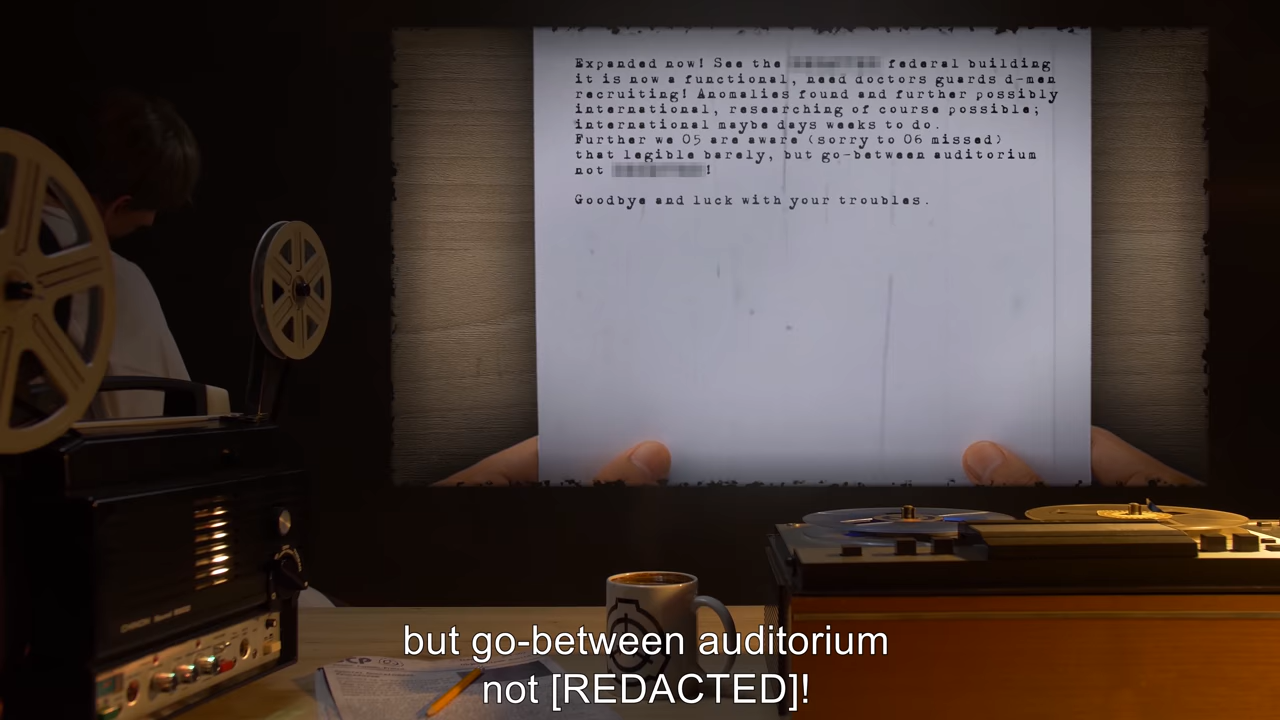 Expanded now! See the federal building
it is now a functional, need doctors guards d-men
recruiting! Anomalies found and further possibly
international, researching of course possible;
international maybe days weeks to do.
Further we 05 are aware (sorry to 06 missed)
that legible barely, but go-between auditorium
not !
Goodbye and luck with your troubles.
but go-between auditorium
not [REDACTED]!